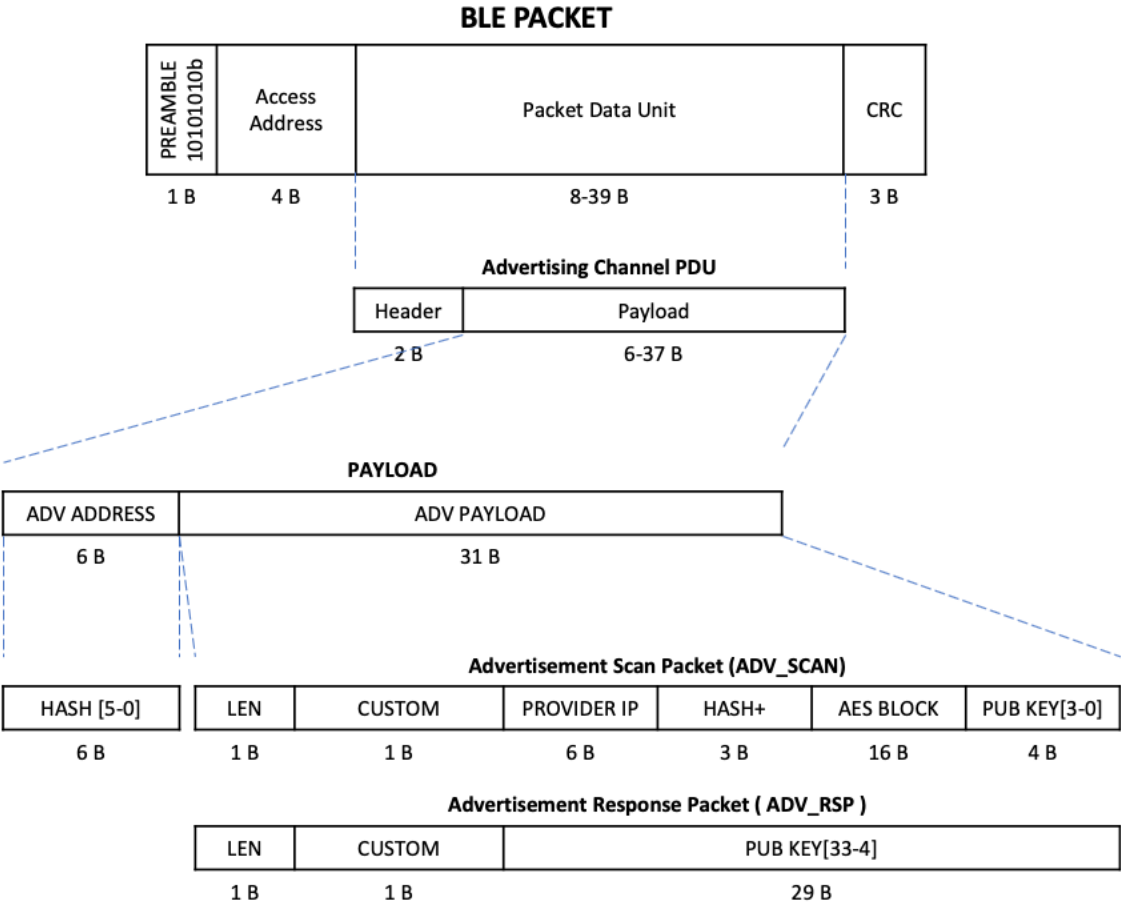 BLE PACKET
PREAMBLE
10101010b
Access
Address
Packet Data Unit
CRC
1 B
4 B
8-39 B
3 B
Advertising Channel PDU
Header
Payload
2 B
6-37 B
PAYLOAD
ADV ADDRESS
ADV PAYLOAD
6 B
31 B
Advertisement Scan Packet (ADV_SCAN)
HASH [5-0]
LEN
CUSTOM
PROVIDER IP
HASH+
AES BLOCK
PUB KEY[3-0]
6 B
1 B
1 B
6 B
3 B
16 B
4 B
Advertisement Response Packet ( ADV_RSP )
LEN
CUSTOM
PUB KEY[33-4]
1 B
1 B
29 B